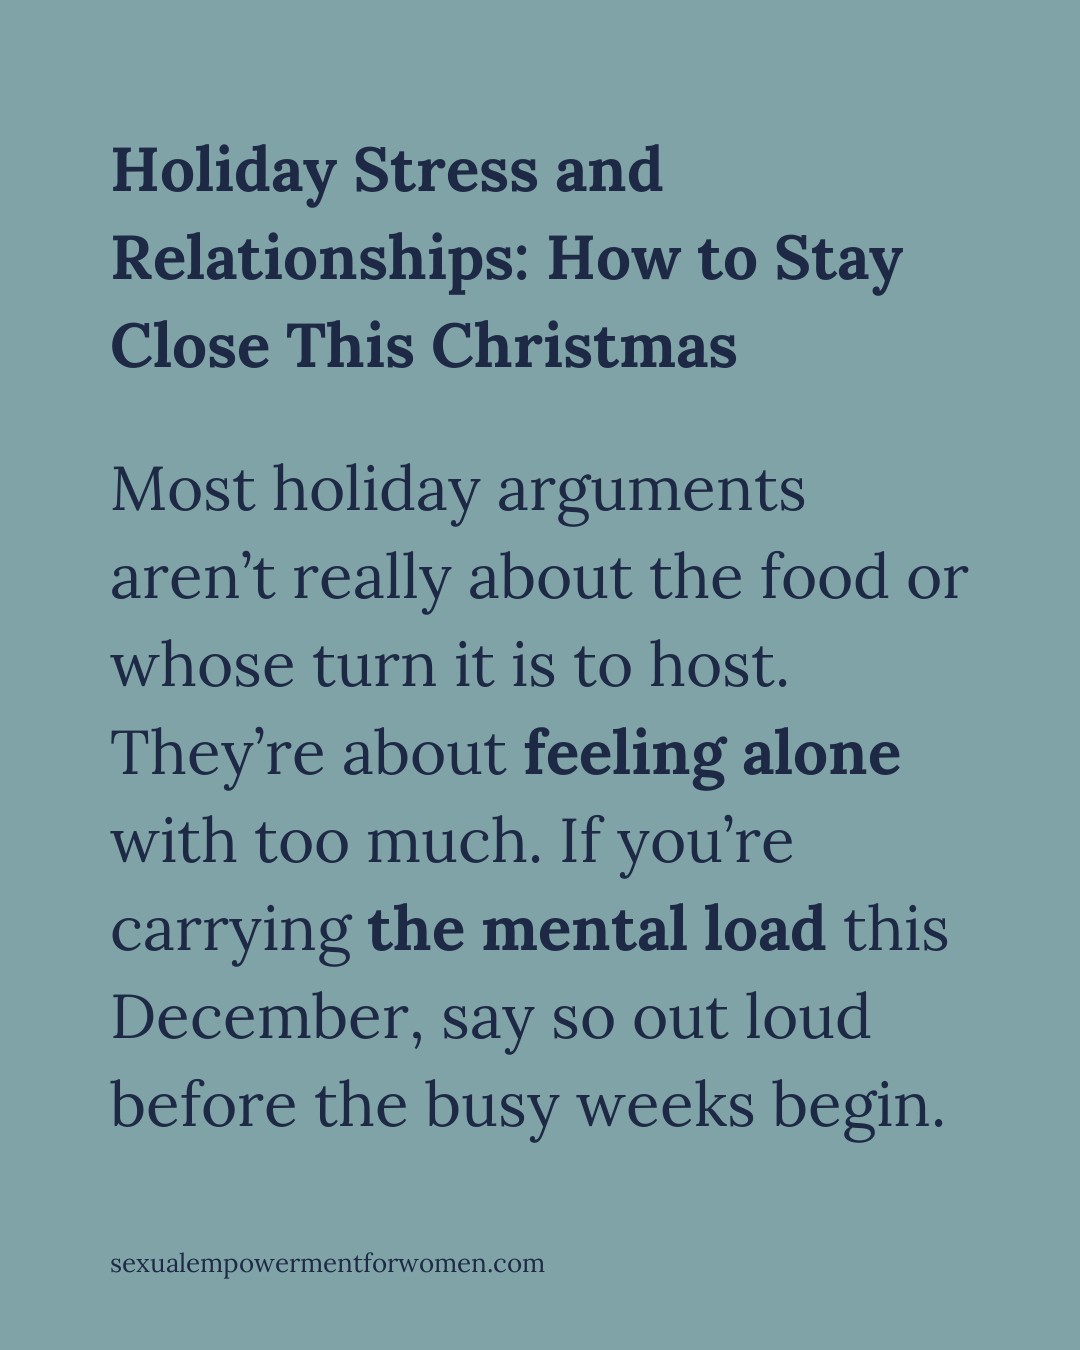 Holiday Stress and
Relationships: How to Stay
Close This Christmas
Most holiday arguments
aren’t really about the food or
whose turn it is to host.
They’re about feeling alone
with too much. If you’re
carrying the mental load this
December, say so out loud
before the busy weeks begin.
sexualempowermentforwomen.com